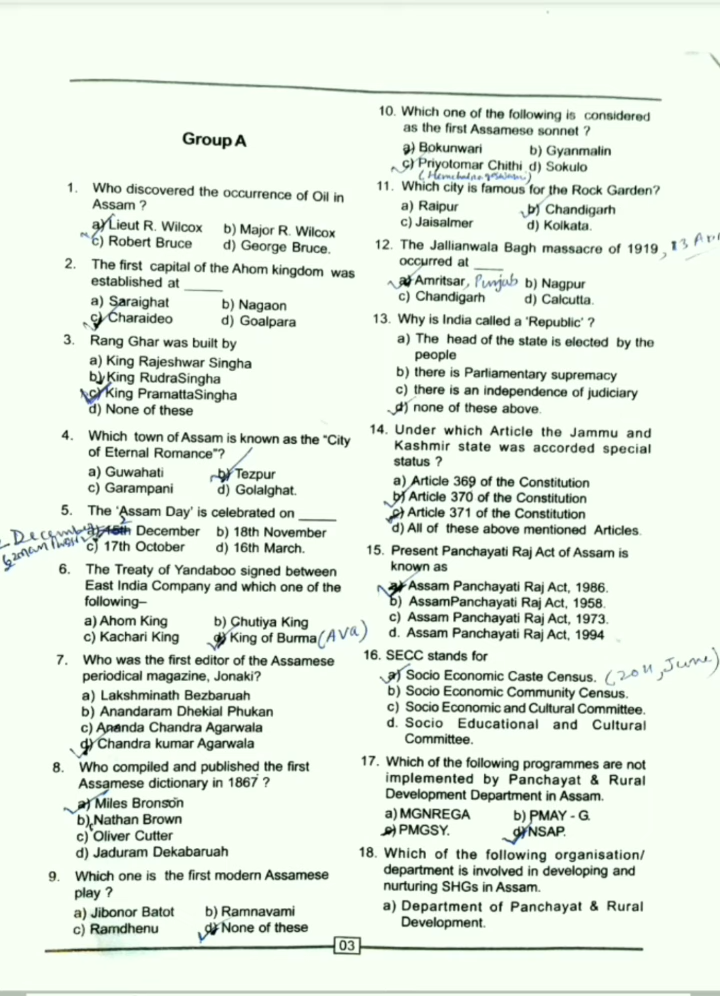 Group A
1. Who discovered the occurrence of Oil in
Assam ?
a) Lieut R. Wilcox b) Major R. Wilcox
c) Robert Bruce d) George Bruce.
2. The first capital of the Ahom kingdom was
established at ______
a) Saraighat b) Nagaon
c) Charaideo d) Goalpara
3. Rang Ghar was built by
a) King Rajeshwar Singha
b) King RudraSingha
c) King PramattaSingha
d) None of these
4. Which town of Assam is known as the "City
of Eternal Romance"?
a) Guwahati b) Tezpur
c) Garampani d) Golalghat.
5. The 'Assam Day' is celebrated on ______
2 December a) 15th December b) 18th November
c) 17th October d) 16th March.
6. The Treaty of Yandaboo signed between
East India Company and which one of the
following–
a) Ahom King b) Chutiya King
c) Kachari King d) King of Burma (AVa)
7. Who was the first editor of the Assamese
periodical magazine, Jonaki?
a) Lakshminath Bezbaruah
b) Anandaram Dhekial Phukan
c) Ananda Chandra Agarwala
d) Chandra kumar Agarwala
8. Who compiled and published the first
Assamese dictionary in 1867 ?
a) Miles Bronson
b) Nathan Brown
c) Oliver Cutter
d) Jaduram Dekabaruah
9. Which one is the first modern Assamese
play ?
a) Jibonor Batot b) Ramnavami
c) Ramdhenu d) None of these
10. Which one of the following is considered
as the first Assamese sonnet ?
a) Bokunwari b) Gyanmalin
c) Priyotomar Chithi d) Sokulo
11. Which city is famous for the Rock Garden?
a) Raipur b) Chandigarh
c) Jaisalmer d) Kolkata.
12. The Jallianwala Bagh massacre of 1919, 13
occurred at ____
a) Amritsar, Punjab b) Nagpur
c) Chandigarh d) Calcutta.
13. Why is India called a 'Republic' ?
a) The head of the state is elected by the
people
b) there is Parliamentary supremacy
c) there is an independence of judiciary
d) none of these above.
14. Under which Article the Jammu and
Kashmir state was accorded special
status ?
a) Article 369 of the Constitution
b) Article 370 of the Constitution
c) Article 371 of the Constitution
d) All of these above mentioned Articles.
15. Present Panchayati Raj Act of Assam is
known as
a) Assam Panchayati Raj Act, 1986.
b) AssamPanchayati Raj Act, 1958.
c) Assam Panchayati Raj Act, 1973.
d. Assam Panchayati Raj Act, 1994
16. SECC stands for
a) Socio Economic Caste Census. (2011, June)
b) Socio Economic Community Census.
c) Socio Economic and Cultural Committee.
d. Socio Educational and Cultural
Committee.
17. Which of the following programmes are not
implemented by Panchayat & Rural
Development Department in Assam.
a) MGNREGA b) PMAY - G
c) PMGSY. d) NSAP.
18. Which of the following organisation/
department is involved in developing and
nurturing SHGs in Assam.
a) Department of Panchayat & Rural
Development.
03